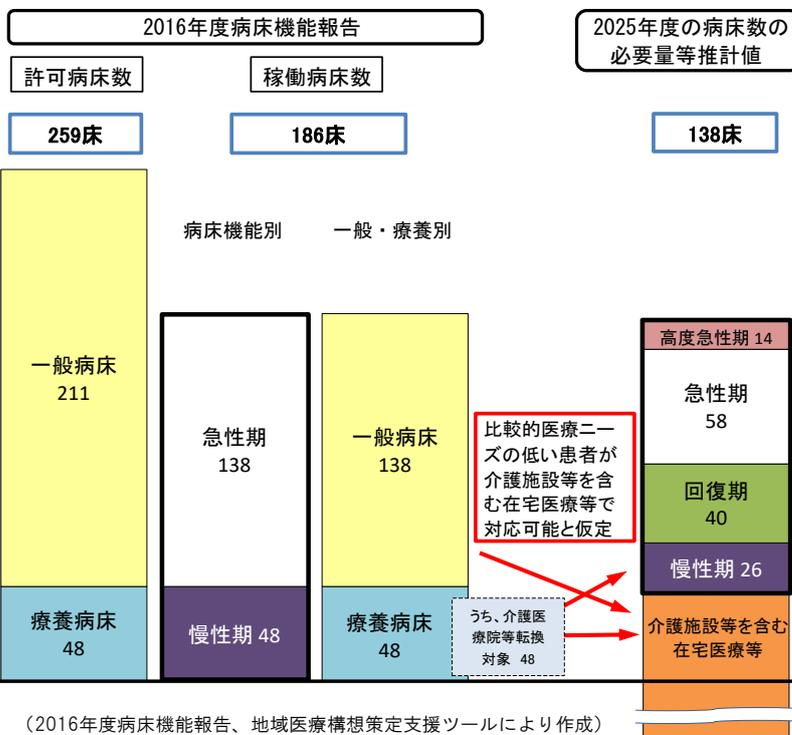 2016年度病床機能報告
2025年度の病床数の
必要量等推計値
許可病床数
稼働病床数
259床
186床
138床
病床機能別
一般・療養別
一般病床
211
療養病床
48
急性期
138
慢性期 48
一般病床
138
療養病床
48
比較的医療ニー
ズの低い患者が
介護施設等を含
む在宅医療等で
対応可能と仮定
うち、介護医
療院等転換
対象 48
高度急性期 14
急性期
58
回復期
40
慢性期 26
介護施設等を含む
在宅医療等
（2016年度病床機能報告、地域医療構想策定支援ツールにより作成）